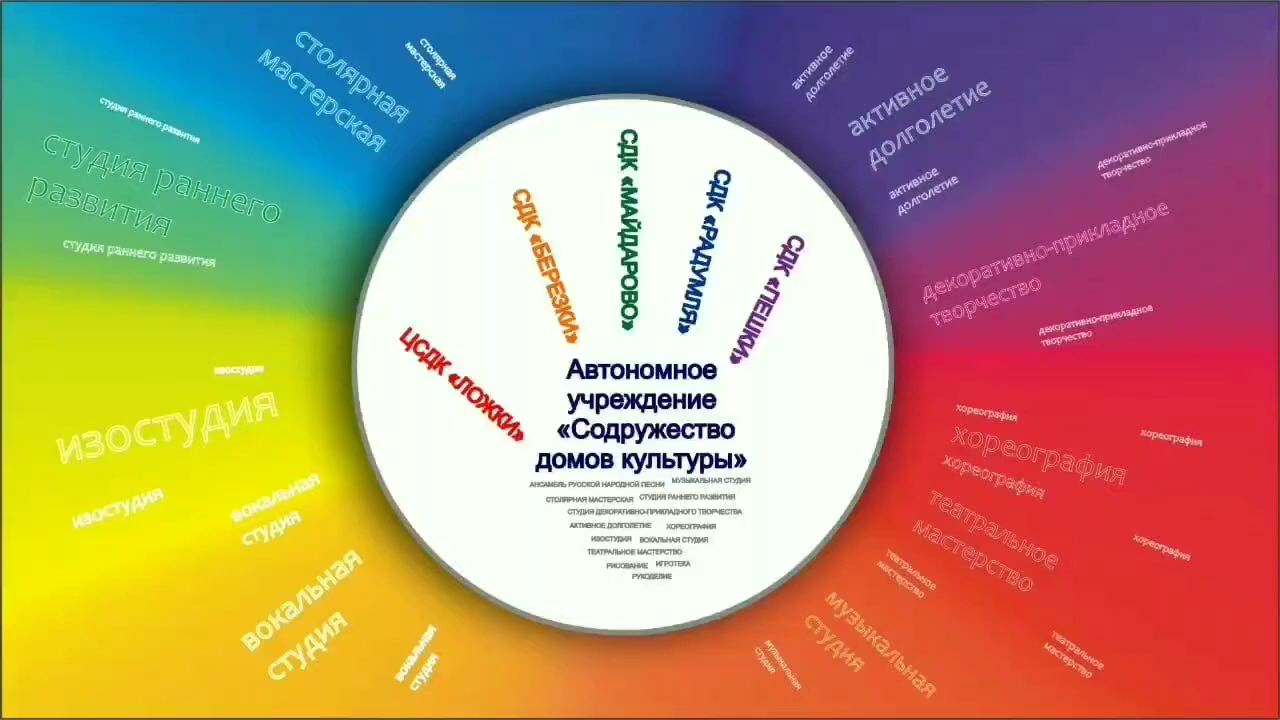 столярная
мастерская
столярная
мастерская
активное
долголетие
активное
долголетие
активное
долголетие
студия раннего развития
студия раннего
развития
студия раннего развития
декоративно-прикладное
творчество
декоративно-прикладное
творчество
декоративно-прикладное
творчество
ЦСДК «ЛОЖКИ»
СДК «БЕРЕЗКИ»
СДК «МАЙДАРОВО»
СДК «РАДУМЛЯ»
СДК «ПЕШКИ»
Автономное
учреждение
«Содружество
домов культуры»
АНСАМЕЛЬ РУССКОЙ НАРОДНОЙ ПЕСНИ МУЗЫКАЛЬНАЯ СТУДИЯ
СТОЛЯРНАЯ МАСТЕРСКАЯ СТУДИЯ РАННЕГО РАЗВИТИЯ
СТУДИЯ ДЕКОРАТИВНО-ПРИКЛАДНОГО ТВОРЧЕСТВА
АКТИВНОЕ ДОЛГОЛЕТИЕ ХОРЕОГРАФИЯ
ИЗОСТУДИЯ ВОКАЛЬНАЯ СТУДИЯ
ТЕАТРАЛЬНОЕ МАСТЕРСТВО
РИСОВАНИЕ ИГРОТЕКА
РУКОДЕЛИЕ
изостудия
изостудия
изостудия
вокальная
студия
вокальная
студия
вокальная
студия
хореография
хореография
хореография
хореография
хореография
театральное
мастерство
театральное
мастерство
театральное
мастерство
музыкальная
студия
музыкальная
студия